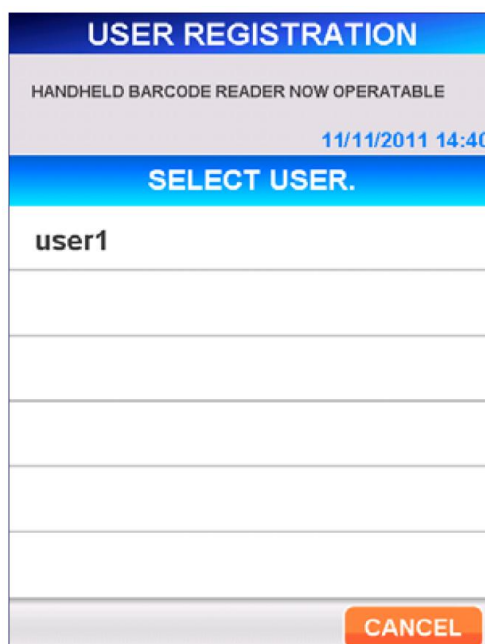 USER REGISTRATION
HANDHELD BARCODE READER NOW OPERATABLE
11/11/2011 14:40
SELECT USER.
user1
CANCEL